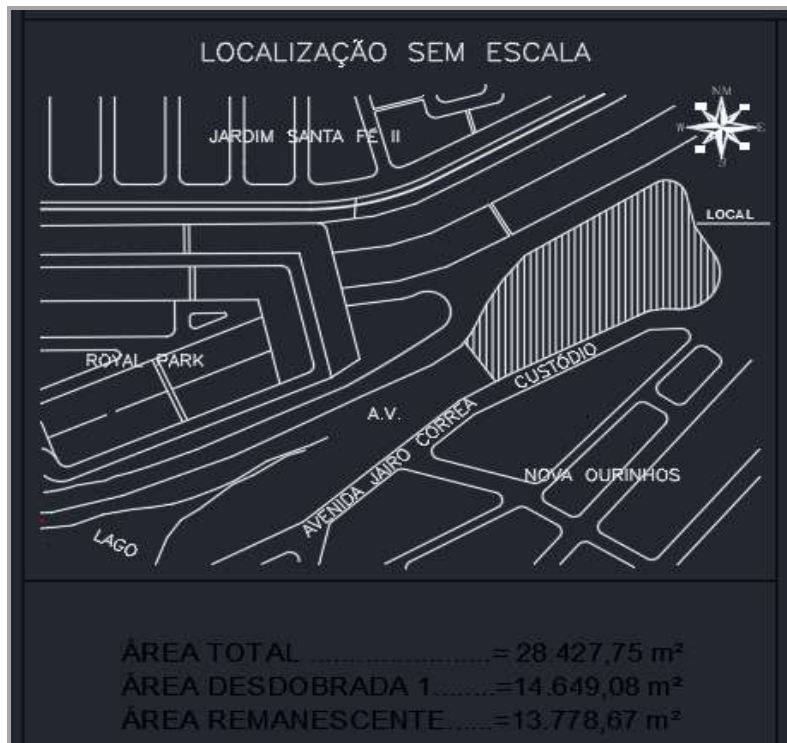 LOCALIZAÇÃO SEM ESCALA
NM
JARDIM SANTA FÉ II
W
E
S
LOCAL
ROYAL PARK
CUSTÓDIO
A.V.
AVENIDA JAIRO CORREA
NOVA OURINHOS
LAGO
ÁREA TOTAL .......................= 28.427,75 m²
ÁREA DESDOBRADA 1........=14.649,08 m²
ÁREA REMANESCENTE......=13.778,67 m²